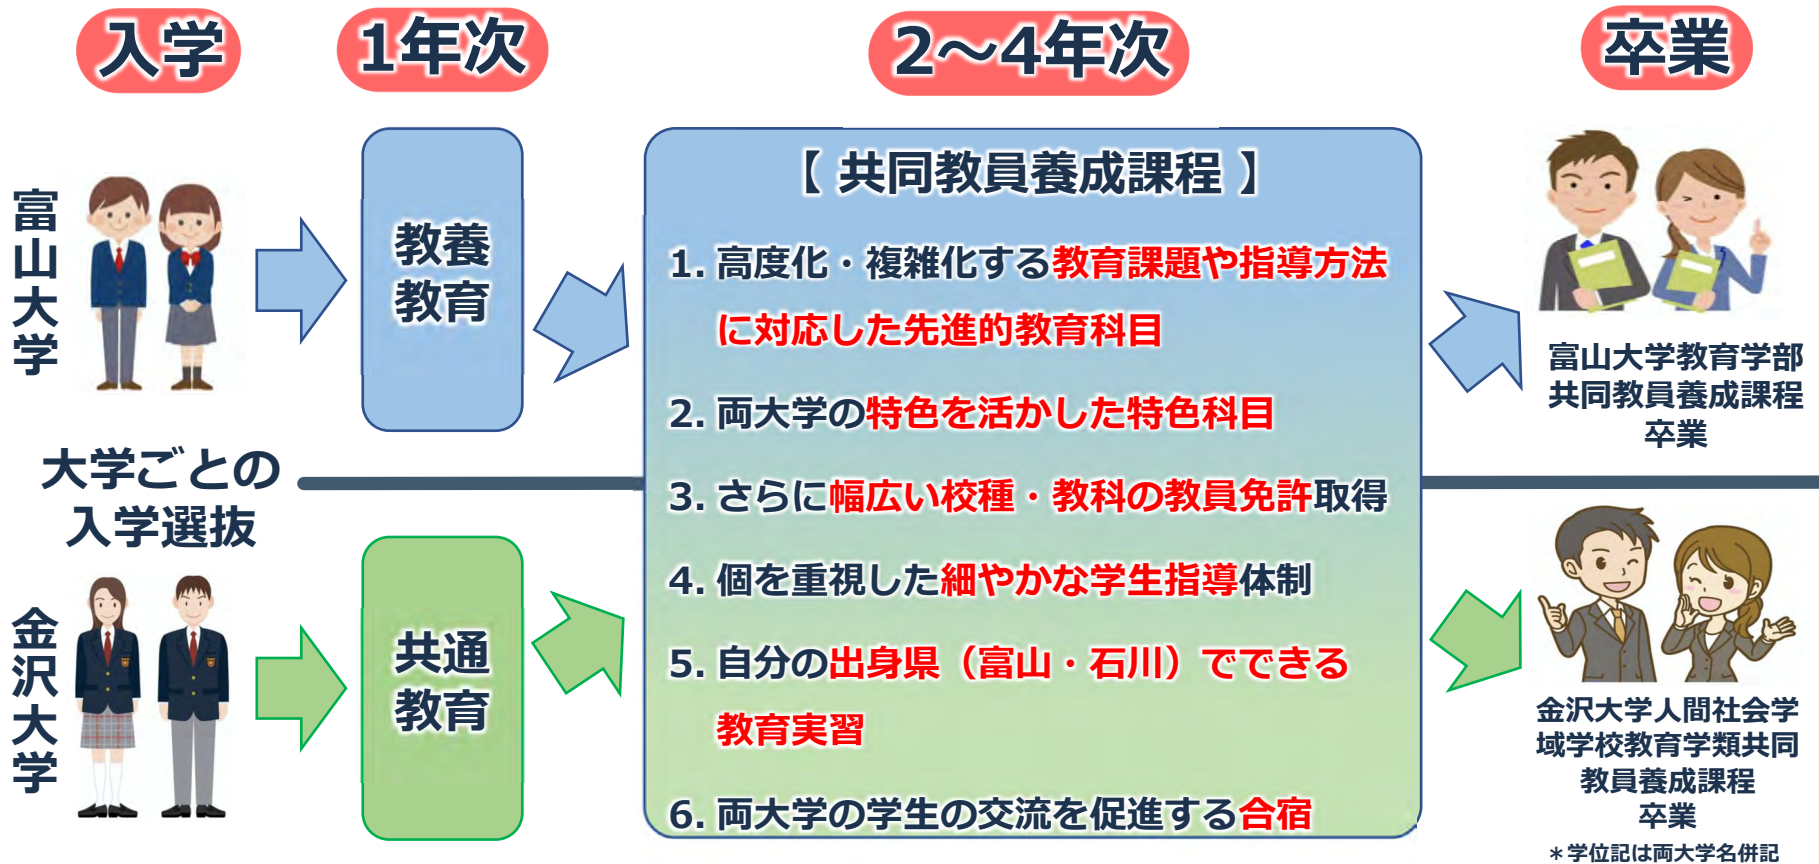 入学
1年次
2～4年次
卒業
富山大学
教養
教育
【 共同教員養成課程 】
1. 高度化・複雑化する教育課題や指導方法
に対応した先進的教育科目
2. 両大学の特色を活かした特色科目
3. さらに幅広い校種・教科の教員免許取得
4. 個を重視した細やかな学生指導体制
5. 自分の出身県（富山・石川）でできる
教育実習
6. 両大学の学生の交流を促進する合宿
富山大学教育学部
共同教員養成課程
卒業
大学ごとの
入学選抜
金沢大学
共通
教育
金沢大学人間社会学
域学校教育学類共同
教員養成課程
卒業
＊学位記は両大学名併記